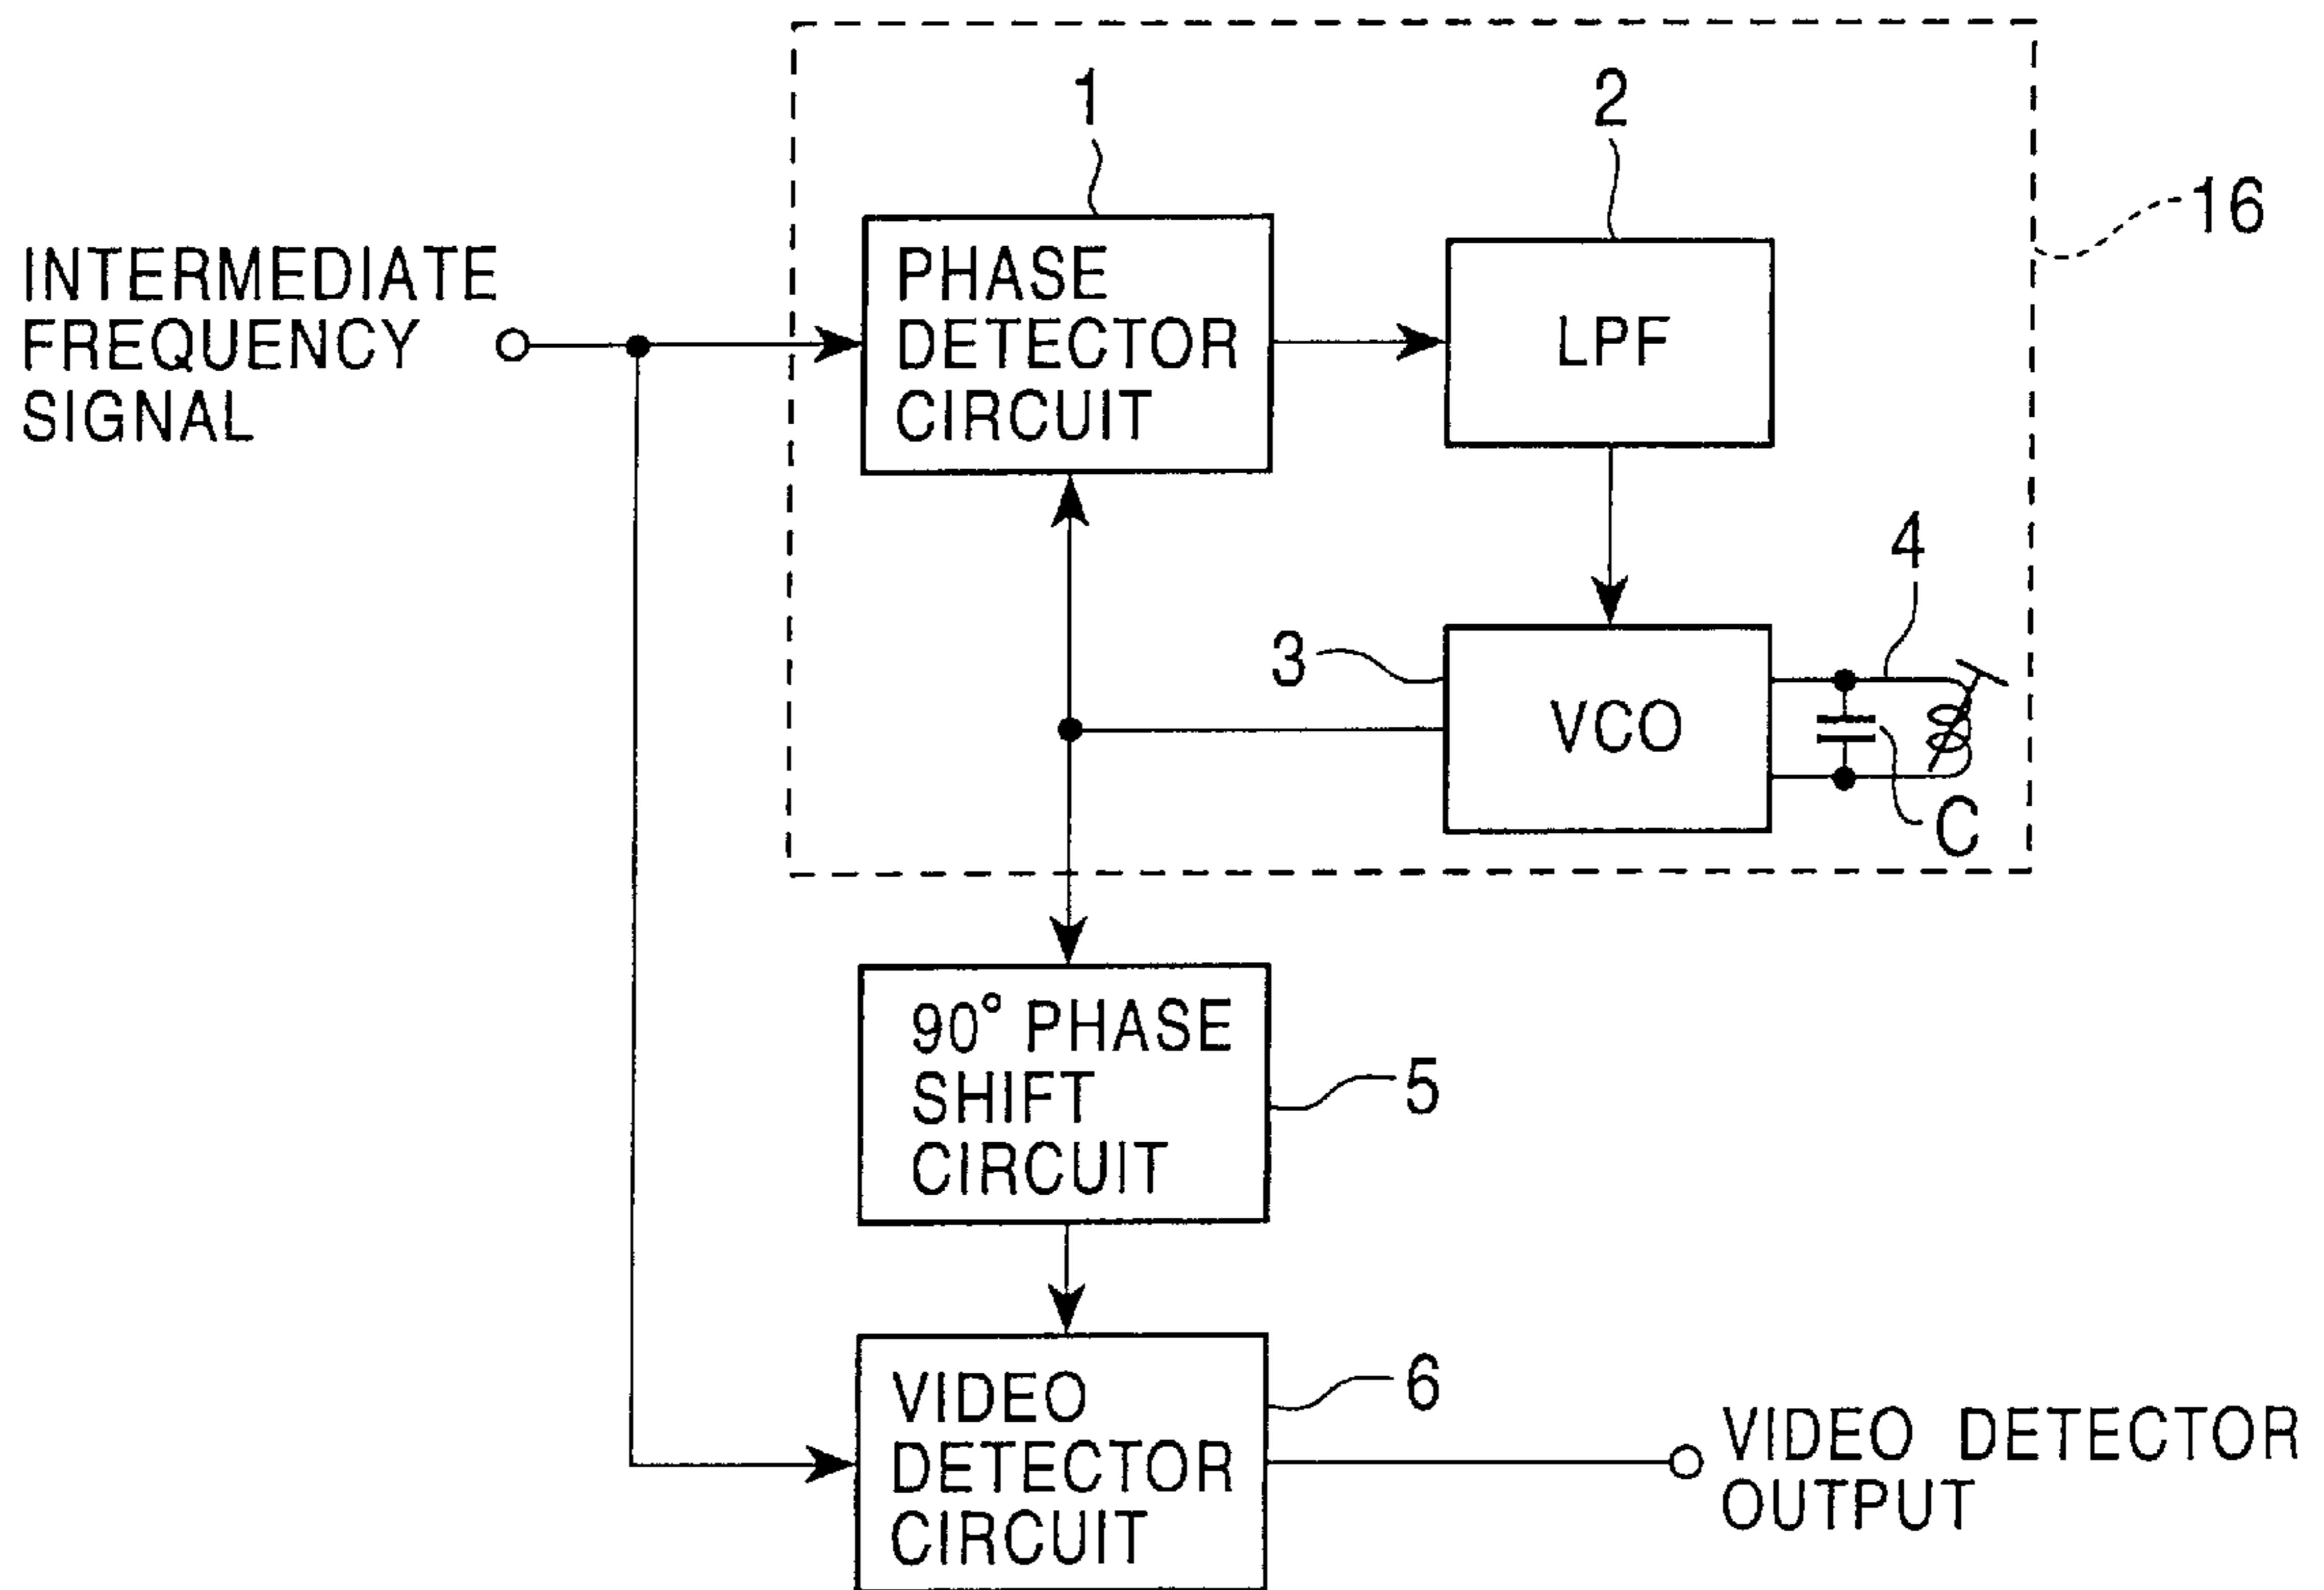 1
2
16
INTERMEDIATE
FREQUENCY
SIGNAL
PHASE
DETECTOR
CIRCUIT
LPF
4
3
VCO
C
90° PHASE
SHIFT
CIRCUIT
5
VIDEO
DETECTOR
CIRCUIT
6
VIDEO DETECTOR
OUTPUT